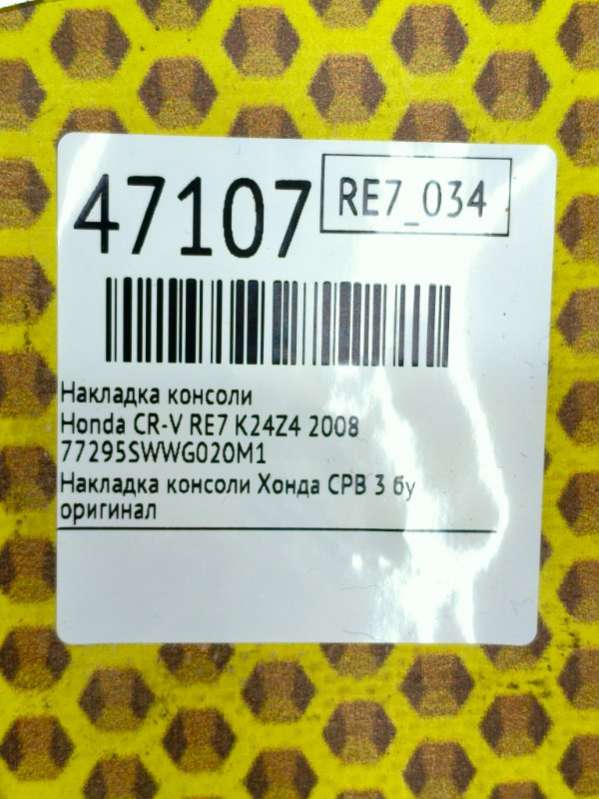 47107
RE7_034
Накладка консоли
Honda CR-V RE7 K24Z4 2008
77295SWWG020M1
Накладка консоли Хонда СРВ 3 бу
оригинал